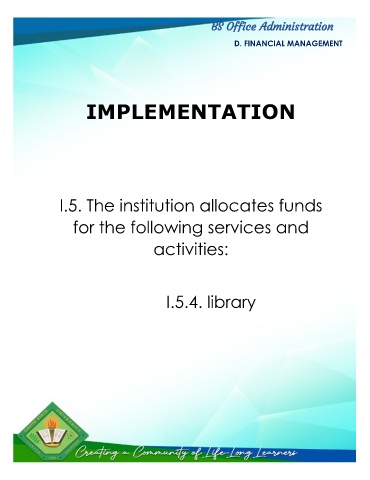 BS Office Administration
D. FINANCIAL MANAGEMENT
IMPLEMENTATION
I.5. The institution allocates funds
for the following services and
activities:
I.5.4. library
Creating a Community of Life-Long Learners